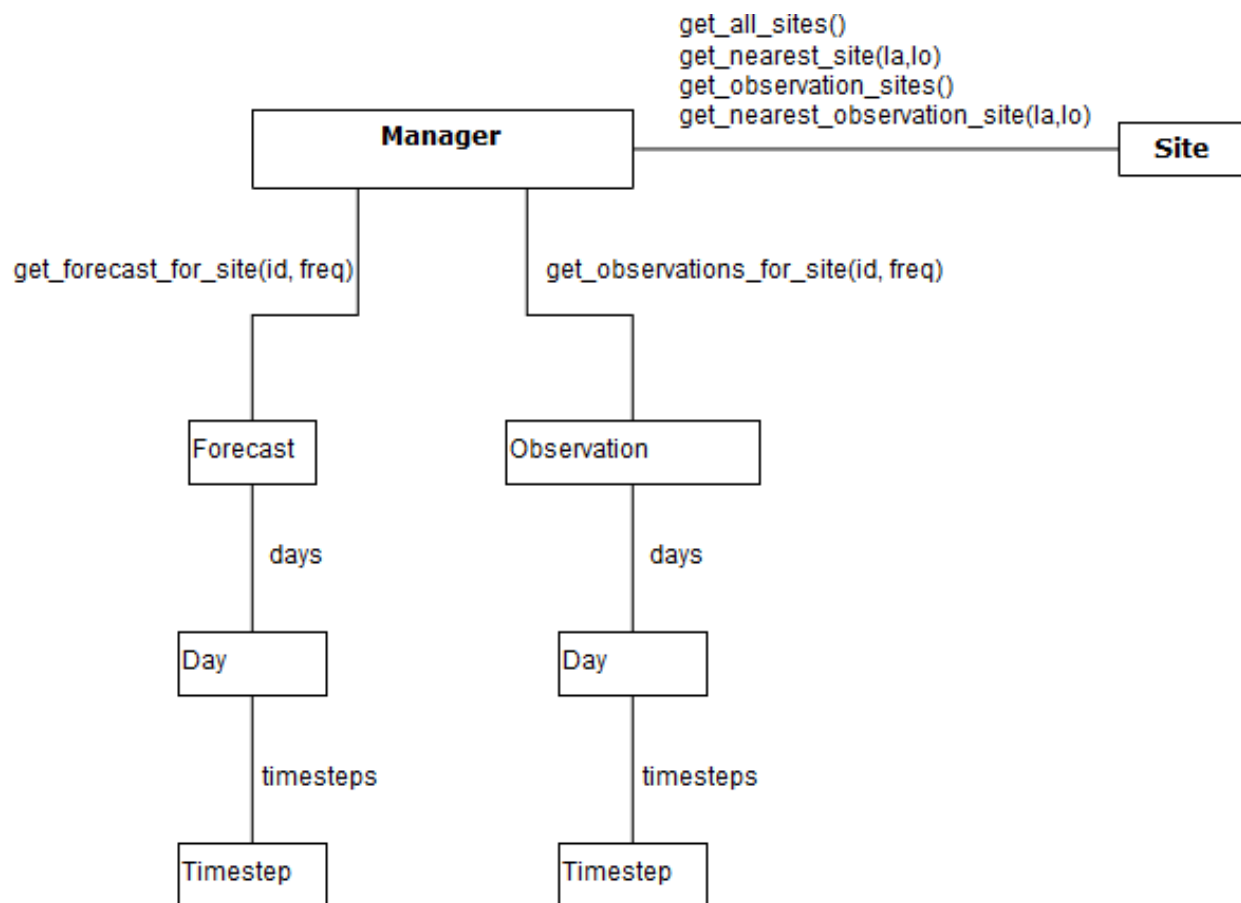 get_all_sites()
get_nearest_site(la,lo)
get_observation_sites()
get_nearest_observation_site(la,lo)
Manager
Site
get_forecast_for_site(id, freq)
get_observations_for_site(id, freq)
Forecast
Observation
days
days
Day
Day
timesteps
timesteps
Timestep
Timestep